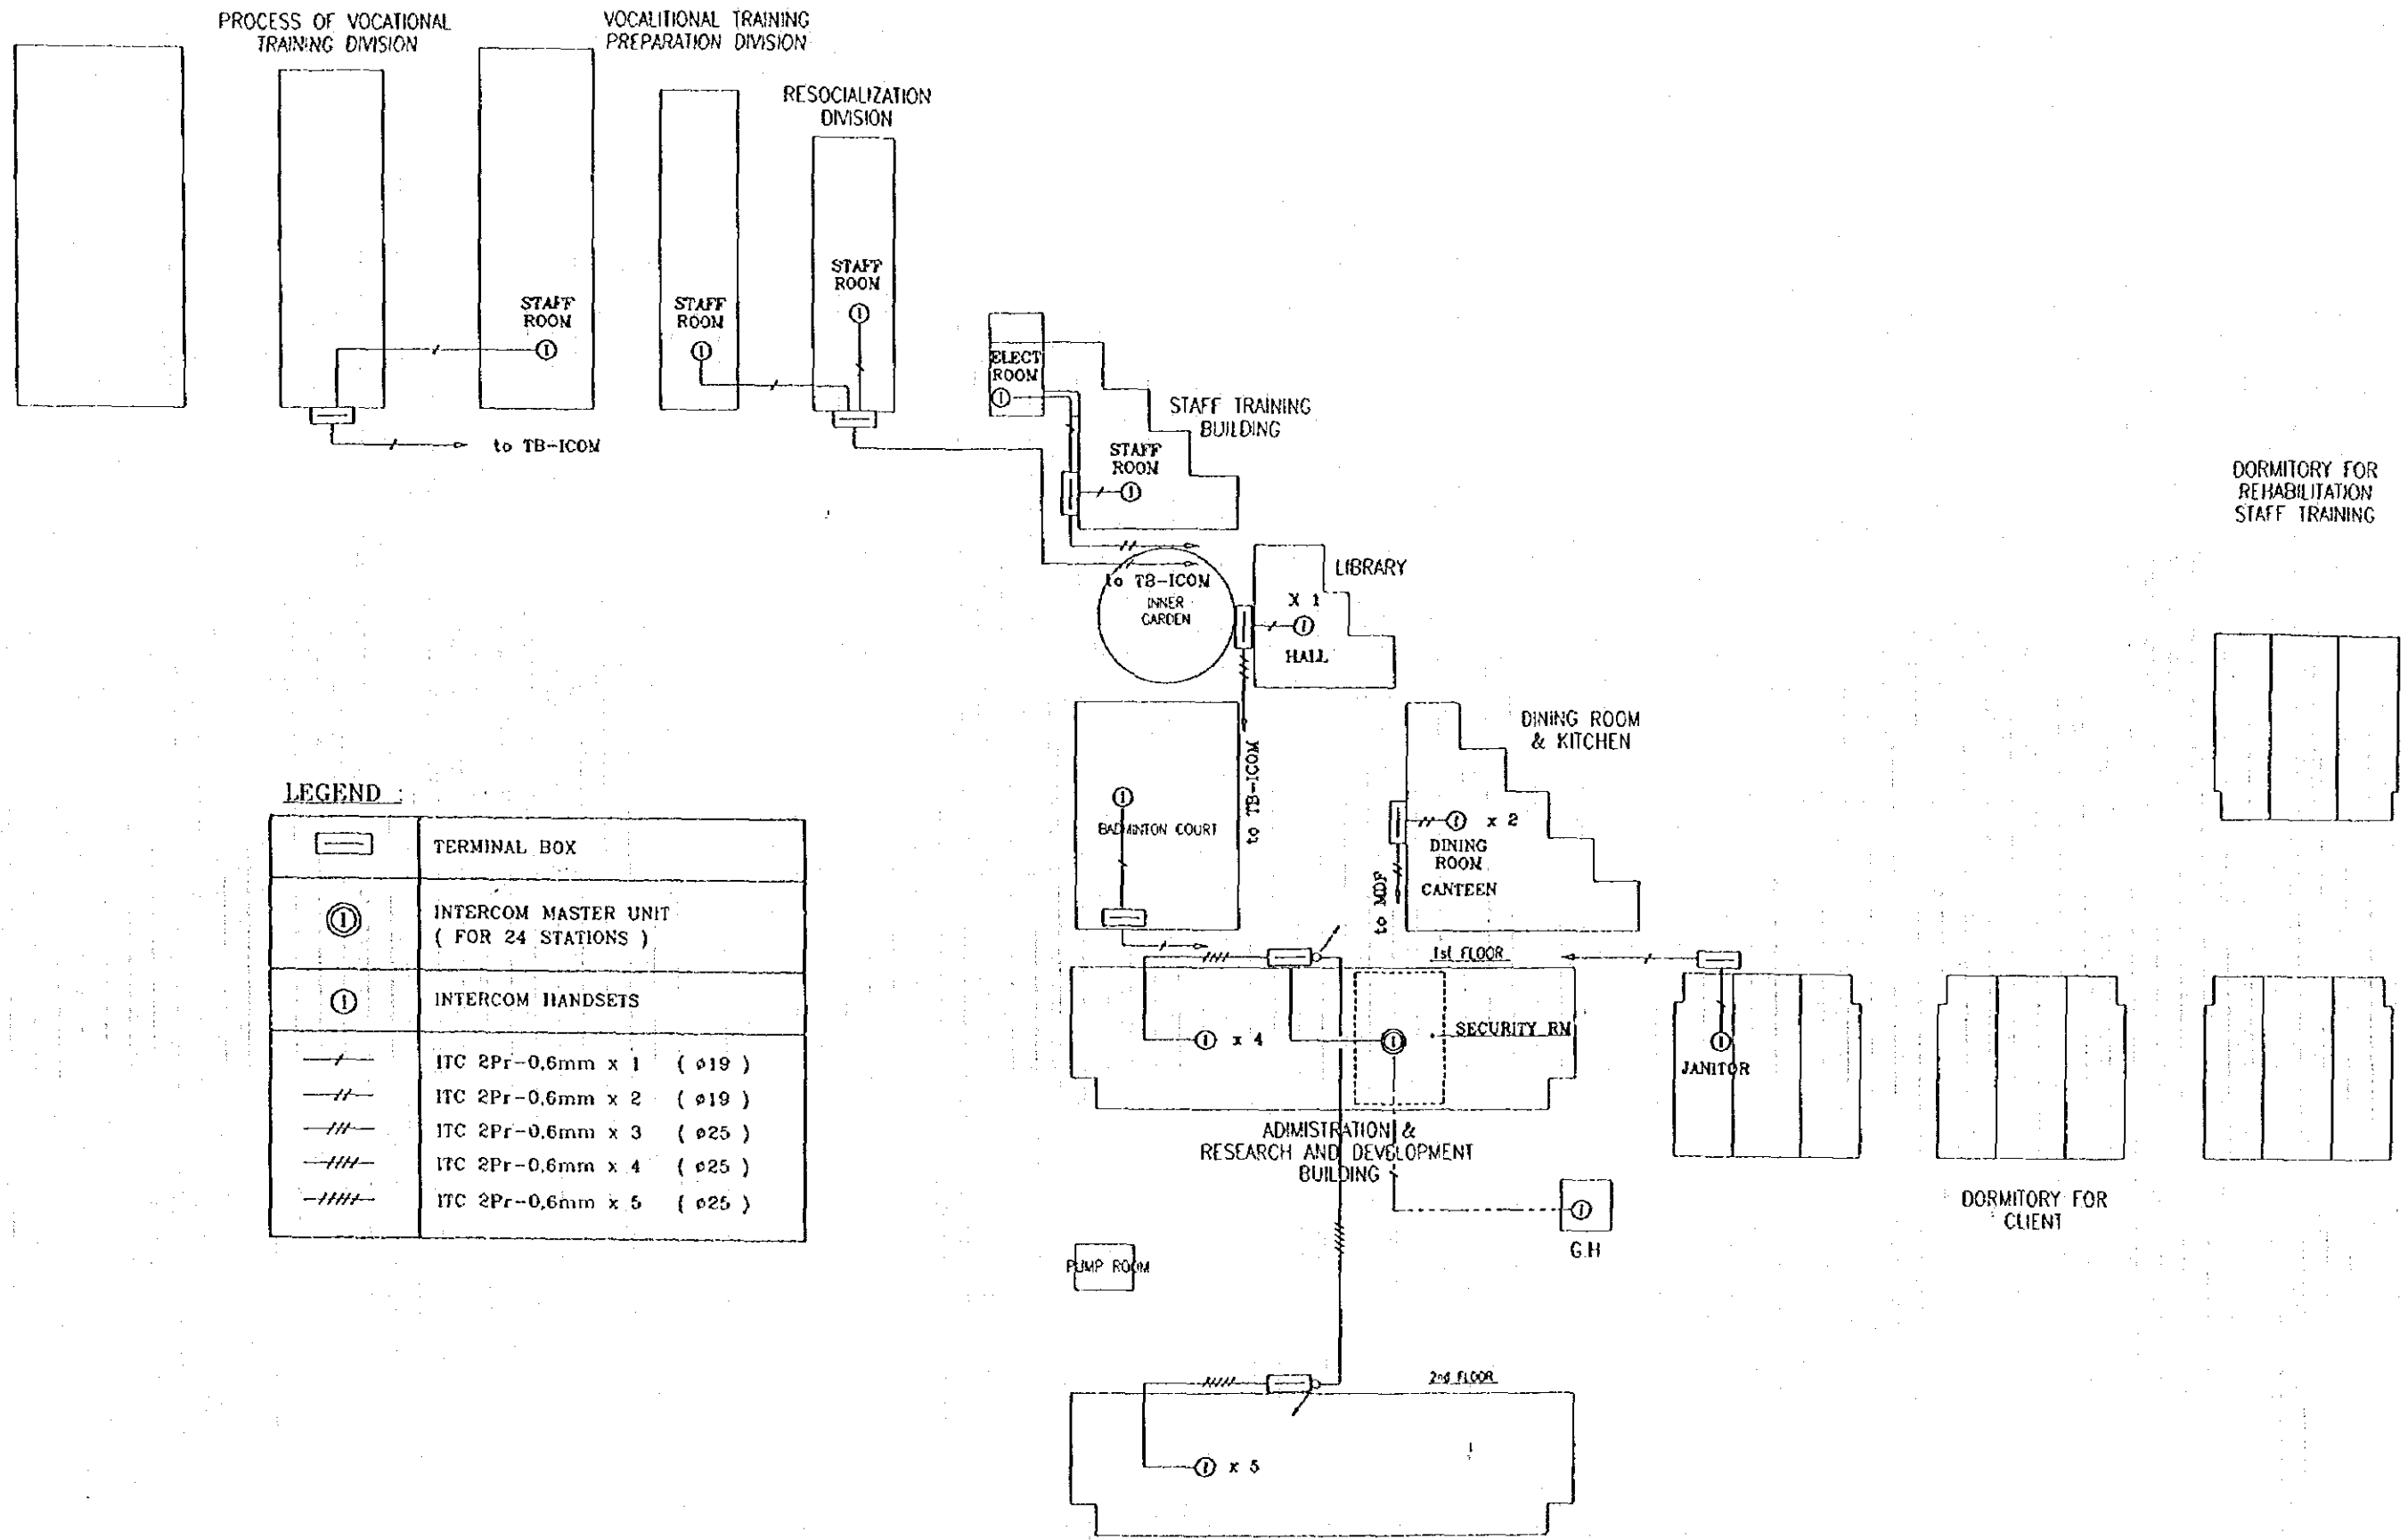 PROCESS OF VOCATIONAL
TRAINING DIVISION
VOCALITIONAL TRAINING
PREPARATION DIVISION
RESOCIALIZATION
DIVISION
STAFF
ROOM
STAFF
ROOM
STAFF
ROOM
to TB-ICOM
ELECT
ROOM
STAFF TRAINING
BUILDING
STAFF
ROOM
to TB-ICOM
INNER
GARDEN
LIBRARY
X 1
HALL
DORMITORY FOR
REHABILITATION
STAFF TRAINING
to TB-ICOM
BADMINTON COURT
DINING ROOM
& KITCHEN
x 2
DINING
ROOM
CANTEEN
to MDF
LEGEND :
TERMINAL BOX
INTERCOM MASTER UNIT
( FOR 24 STATIONS )
INTERCOM HANDSETS
ITC 2Pr-0,6mm x 1 ( ø19 )
ITC 2Pr-0,6mm x 2 ( ø19 )
ITC 2Pr-0,6mm x 3 ( ø25 )
ITC 2Pr-0,6mm x 4 ( ø25 )
ITC 2Pr-0,6mm x 5 ( ø25 )
1st FLOOR
x 4
SECURITY RM
JANITOR
ADIMISTRATION &
RESEARCH AND DEVELOPMENT
BUILDING
G.H
DORMITORY FOR
CLIENT
PUMP ROOM
2nd FLOOR
x 5